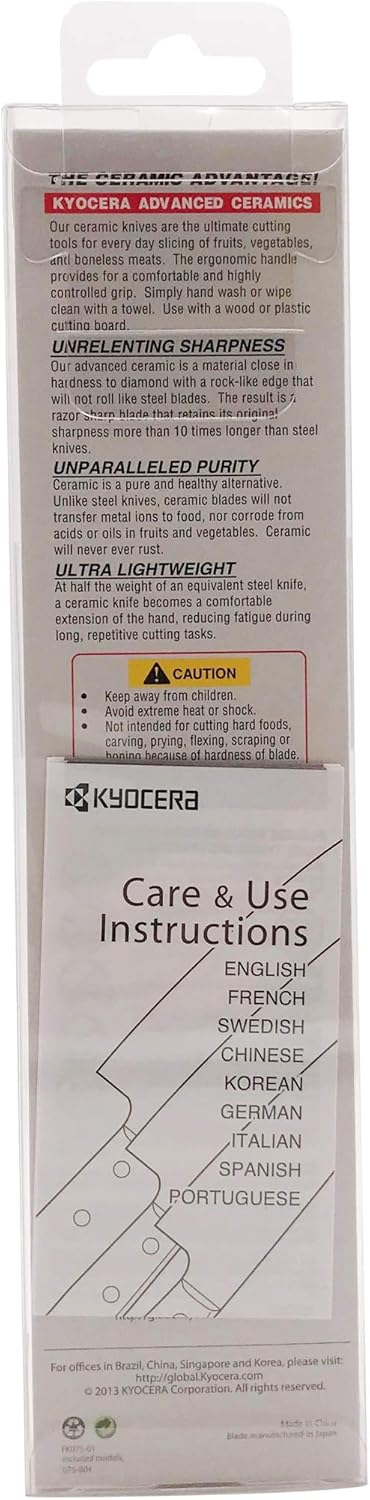 THE CERAMIC ADVANTAGE!
KYOCERA ADVANCED CERAMICS
Our ceramic knives are the ultimate cutting
tools for every day slicing of fruits, vegetables,
and boneless meats. The ergonomic handle
provides for a comfortable and highly
controlled grip. Simply hand wash or wipe
clean with a towel. Use with a wood or plastic
cutting board.
UNRELENTING SHARPNESS
Our advanced ceramic is a material close in
hardness to diamond with a rock-like edge that
will not roll like steel blades. The result is a
razor sharp blade that retains its original
sharpness more than 10 times longer than steel
knives.
UNPARALLELED PURITY
Ceramic is a pure and healthy alternative.
Unlike steel knives, ceramic blades will not
transfer metal ions to food, nor corrode from
acids or oils in fruits and vegetables. Ceramic
will never ever rust.
ULTRA LIGHTWEIGHT
At half the weight of an equivalent steel knife,
a ceramic knife becomes a comfortable
extension of the hand, reducing fatigue during
long, repetitive cutting tasks.
CAUTION
• Keep away from children.
• Avoid extreme heat or shock.
• Not intended for cutting hard foods,
carving, prying, flexing, scraping or
boning because of hardness of blade.
KYOCERA
Care & Use
Instructions
ENGLISH
FRENCH
SWEDISH
CHINESE
KOREAN
GERMAN
ITALIAN
SPANISH
PORTUGUESE
For offices in Brazil, China, Singapore and Korea, please visit:
http://global.Kyocera.com
© 2013 KYOCERA Corporation. All rights reserved.
Made in China
Blade manufactured in Japan
FK075-01
included models:
075-WH